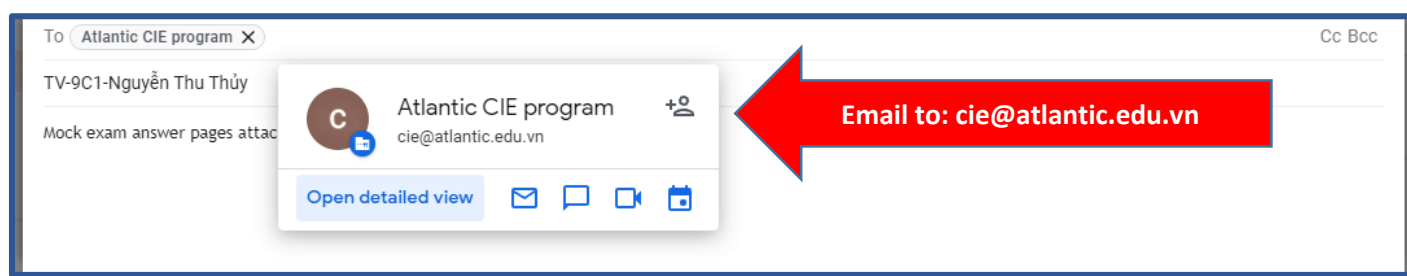 To Atlantic CIE program Cc Bcc
TV-9C1-Nguyễn Thu Thủy
Atlantic CIE program
C
cie@atlantic.edu.vn
Email to: cie@atlantic.edu.vn
Mock exam answer pages attac
Open detailed view